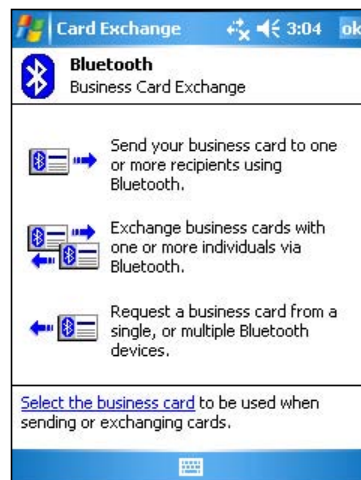 Card Exchange 3:04 ok
Bluetooth
Business Card Exchange
Send your business card to one
or more recipients using
Bluetooth.
Exchange business cards with
one or more individuals via
Bluetooth.
Request a business card from a
single, or multiple Bluetooth
devices.
Select the business card to be used when
sending or exchanging cards.